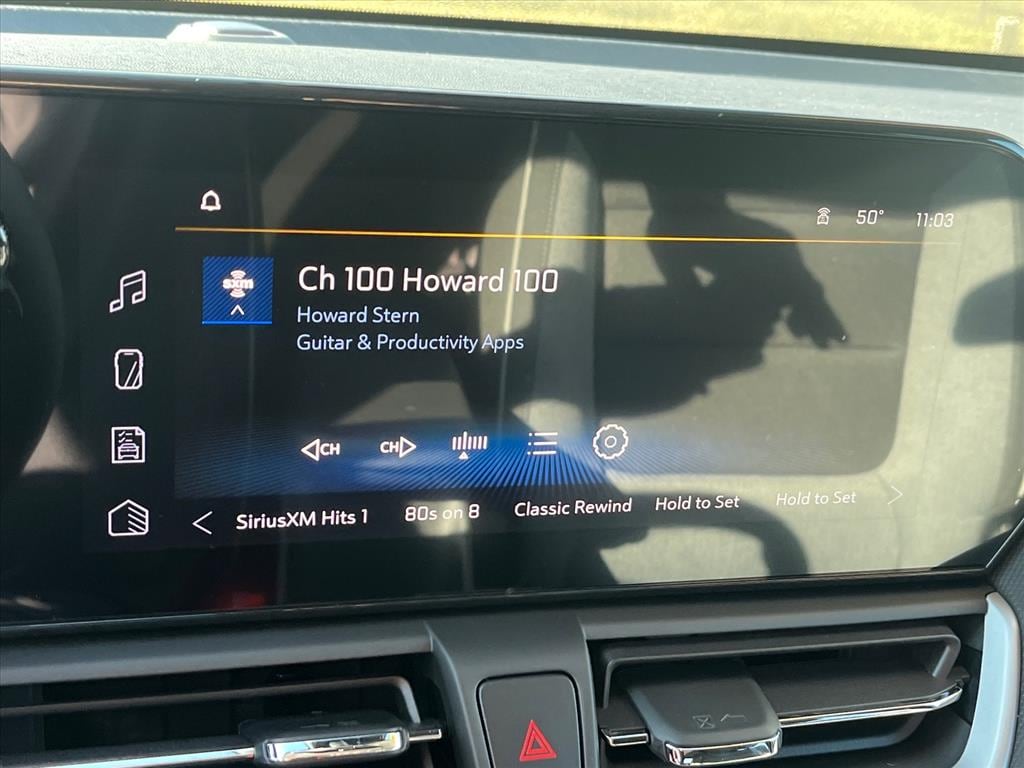 50° 11:03
sxm
Ch 100 Howard 100
Howard Stern
Guitar & Productivity Apps
CH CH
SiriusXM Hits 1 80s on 8 Classic Rewind Hold to Set Hold to Set